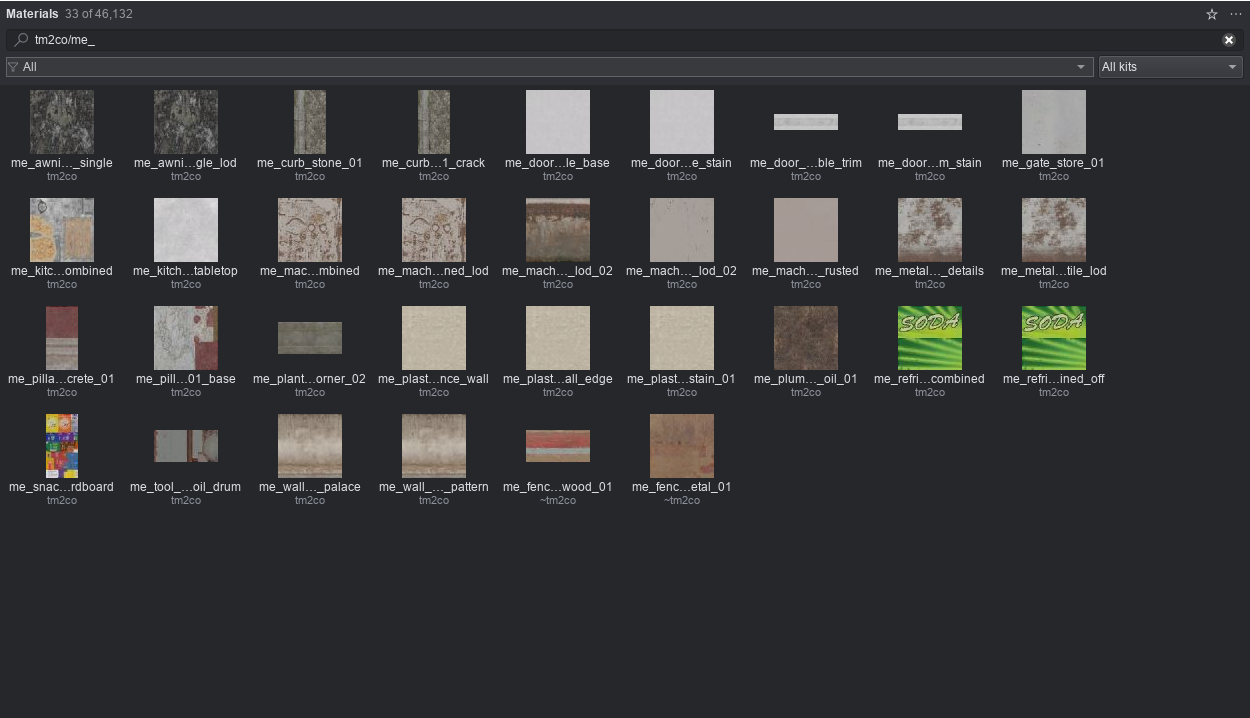 Materials 33 of 46,132
tm2co/me_
All All kits
me_awni…_single me_awni…gle_lod me_curb_stone_01 me_curb…1_crack me_door…le_base me_door…e_stain me_door_…ble_trim me_door…m_stain me_gate_store_01
tm2co tm2co tm2co tm2co tm2co tm2co tm2co tm2co tm2co
me_kitc…ombined me_kitch…tabletop me_mac…mbined me_mach…ned_lod me_mach…_lod_02 me_mach…_lod_02 me_mach…_rusted me_metal…_details me_metal…tile_lod
tm2co tm2co tm2co tm2co tm2co tm2co tm2co tm2co tm2co
SODA SODA
me_pilla…crete_01 me_pill…01_base me_plant…orner_02 me_plast…nce_wall me_plast…all_edge me_plast…stain_01 me_plum…_oil_01 me_refri…combined me_refri…ined_off
tm2co tm2co tm2co tm2co tm2co tm2co tm2co tm2co tm2co
me_snac…rdboard me_tool_…oil_drum me_wall…_palace me_wall_…_pattern me_fenc…wood_01 me_fenc…etal_01
tm2co tm2co tm2co tm2co ~tm2co ~tm2co